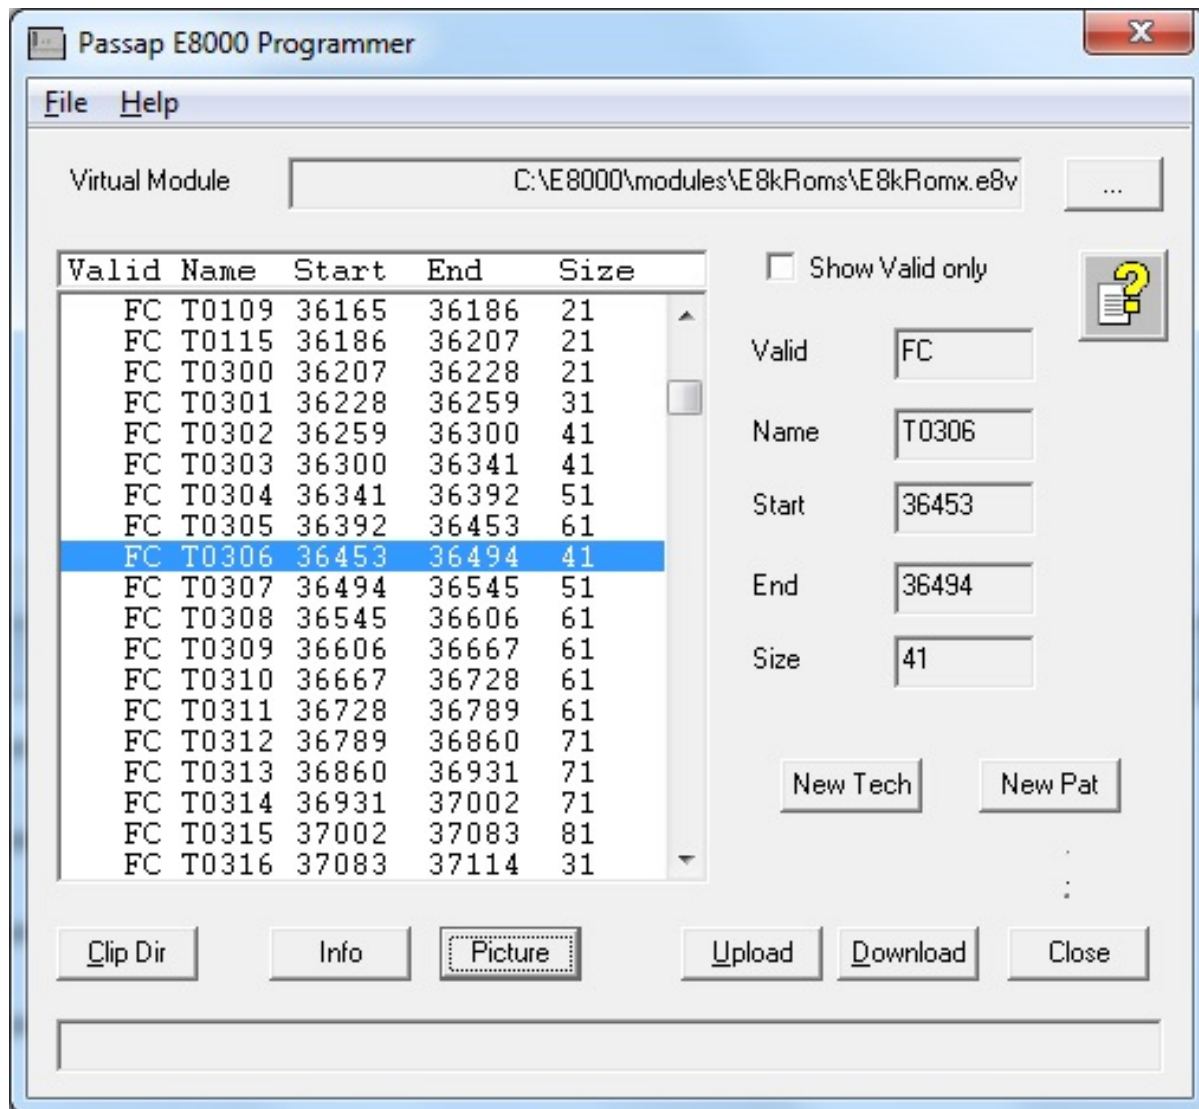 Passap E8000 Programmer
File Help
Virtual Module C:\E8000\modules\E8kRoms\E8kRomx.e8v ...
Valid Name Start End Size
FC T0109 36165 36186 21
FC T0115 36186 36207 21
FC T0300 36207 36228 21
FC T0301 36228 36259 31
FC T0302 36259 36300 41
FC T0303 36300 36341 41
FC T0304 36341 36392 51
FC T0305 36392 36453 61
FC T0306 36453 36494 41
FC T0307 36494 36545 51
FC T0308 36545 36606 61
FC T0309 36606 36667 61
FC T0310 36667 36728 61
FC T0311 36728 36789 61
FC T0312 36789 36860 71
FC T0313 36860 36931 71
FC T0314 36931 37002 71
FC T0315 37002 37083 81
FC T0316 37083 37114 31
Show Valid only
Valid FC
Name T0306
Start 36453
End 36494
Size 41
New Tech New Pat
Clip Dir Info Picture Upload Download Close